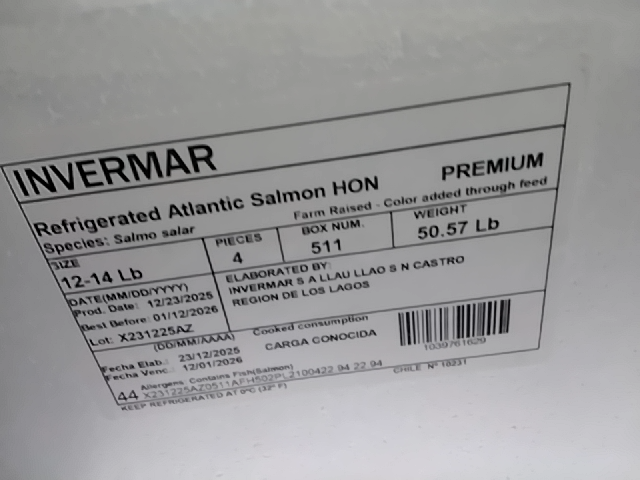 INVERMAR
Refrigerated Atlantic Salmon HON PREMIUM
Species: Salmo salar Farm Raised - Color added through feed
SIZE PIECES BOX NUM. WEIGHT
12-14 Lb 4 511 50.57 Lb
DATE(MM/DD/YYYY) ELABORATED BY:
Prod. Date: 12/23/2025 INVERMAR S A LLAU LLAO S N CASTRO
Best Before: 01/12/2026 REGION DE LOS LAGOS
Lot: X231225AZ
(DD/MM/AAAA) Cooked consumption
Fecha Elab.: 23/12/2025 CARGA CONOCIDA
Fecha Venc.: 12/01/2026 1039761629
Allergens: Contains Fish(Salmon)
44 X231225AZ0511AFH502PL2100422 94 22 94 CHILE N° 10231
KEEP REFRIGERATED AT 0°C (32° F)